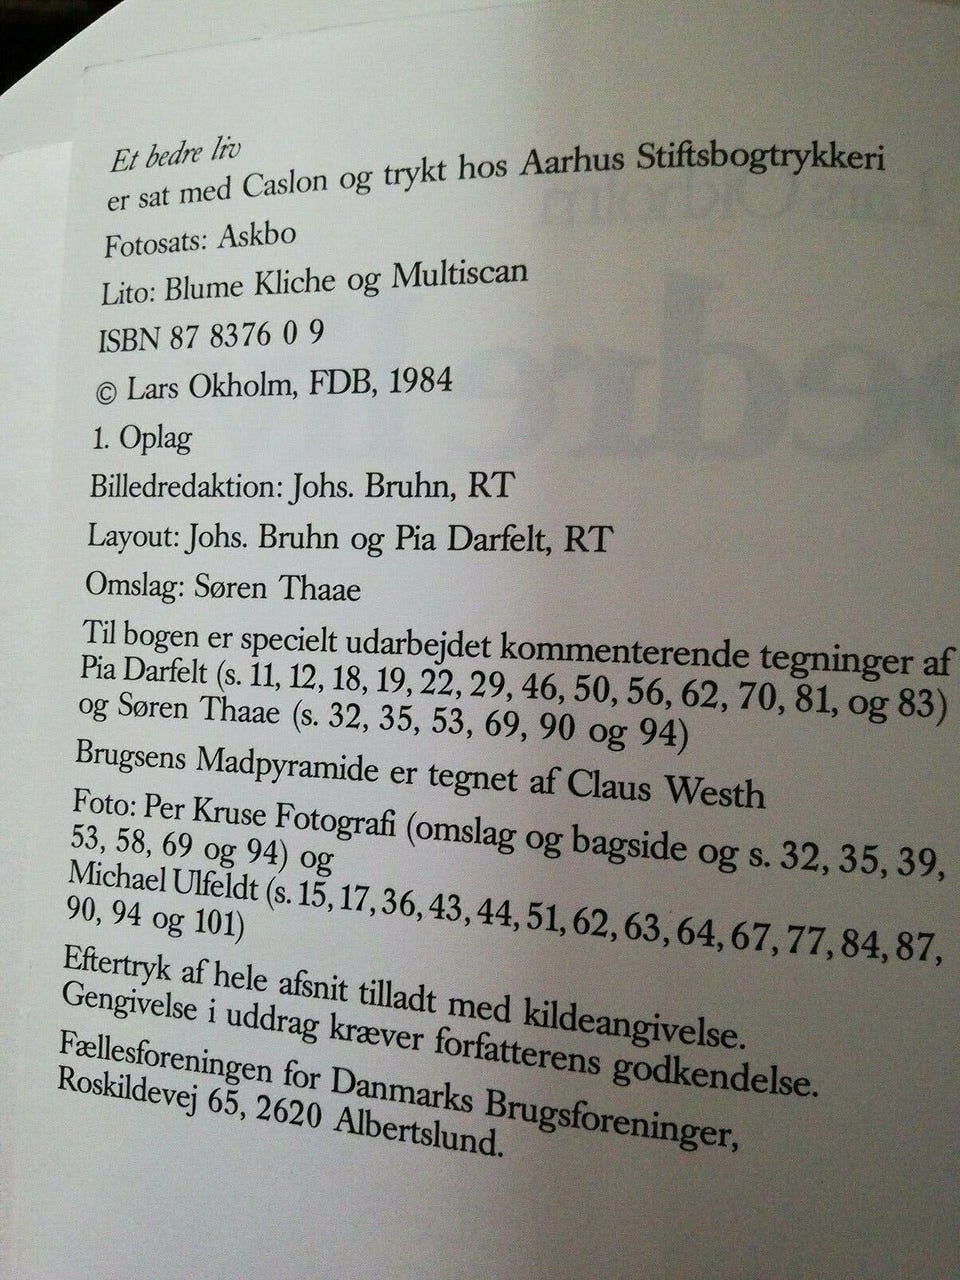 Et bedre liv
er sat med Caslon og trykt hos Aarhus Stiftsbogtrykkeri
Fotosats: Askbo
Lito: Blume Kliche og Multiscan
ISBN 87 8376 0 9
© Lars Okholm, FDB, 1984
1. Oplag
Billedredaktion: Johs. Bruhn, RT
Layout: Johs. Bruhn og Pia Darfelt, RT
Omslag: Søren Thaae
Til bogen er specielt udarbejdet kommenterende tegninger af
Pia Darfelt (s. 11, 12, 18, 19, 22, 29, 46, 50, 56, 62, 70, 81, og 83)
og Søren Thaae (s. 32, 35, 53, 69, 90 og 94)
Brugsens Madpyramide er tegnet af Claus Westh
Foto: Per Kruse Fotografi (omslag og bagside og s. 32, 35, 39,
53, 58, 69 og 94) og
Michael Ulfeldt (s. 15, 17, 36, 43, 44, 51, 62, 63, 64, 67, 77, 84, 87,
90, 94 og 101)
Eftertryk af hele afsnit tilladt med kildeangivelse.
Gengivelse i uddrag kræver forfatterens godkendelse.
Fællesforeningen for Danmarks Brugsforeninger,
Roskildevej 65, 2620 Albertslund.